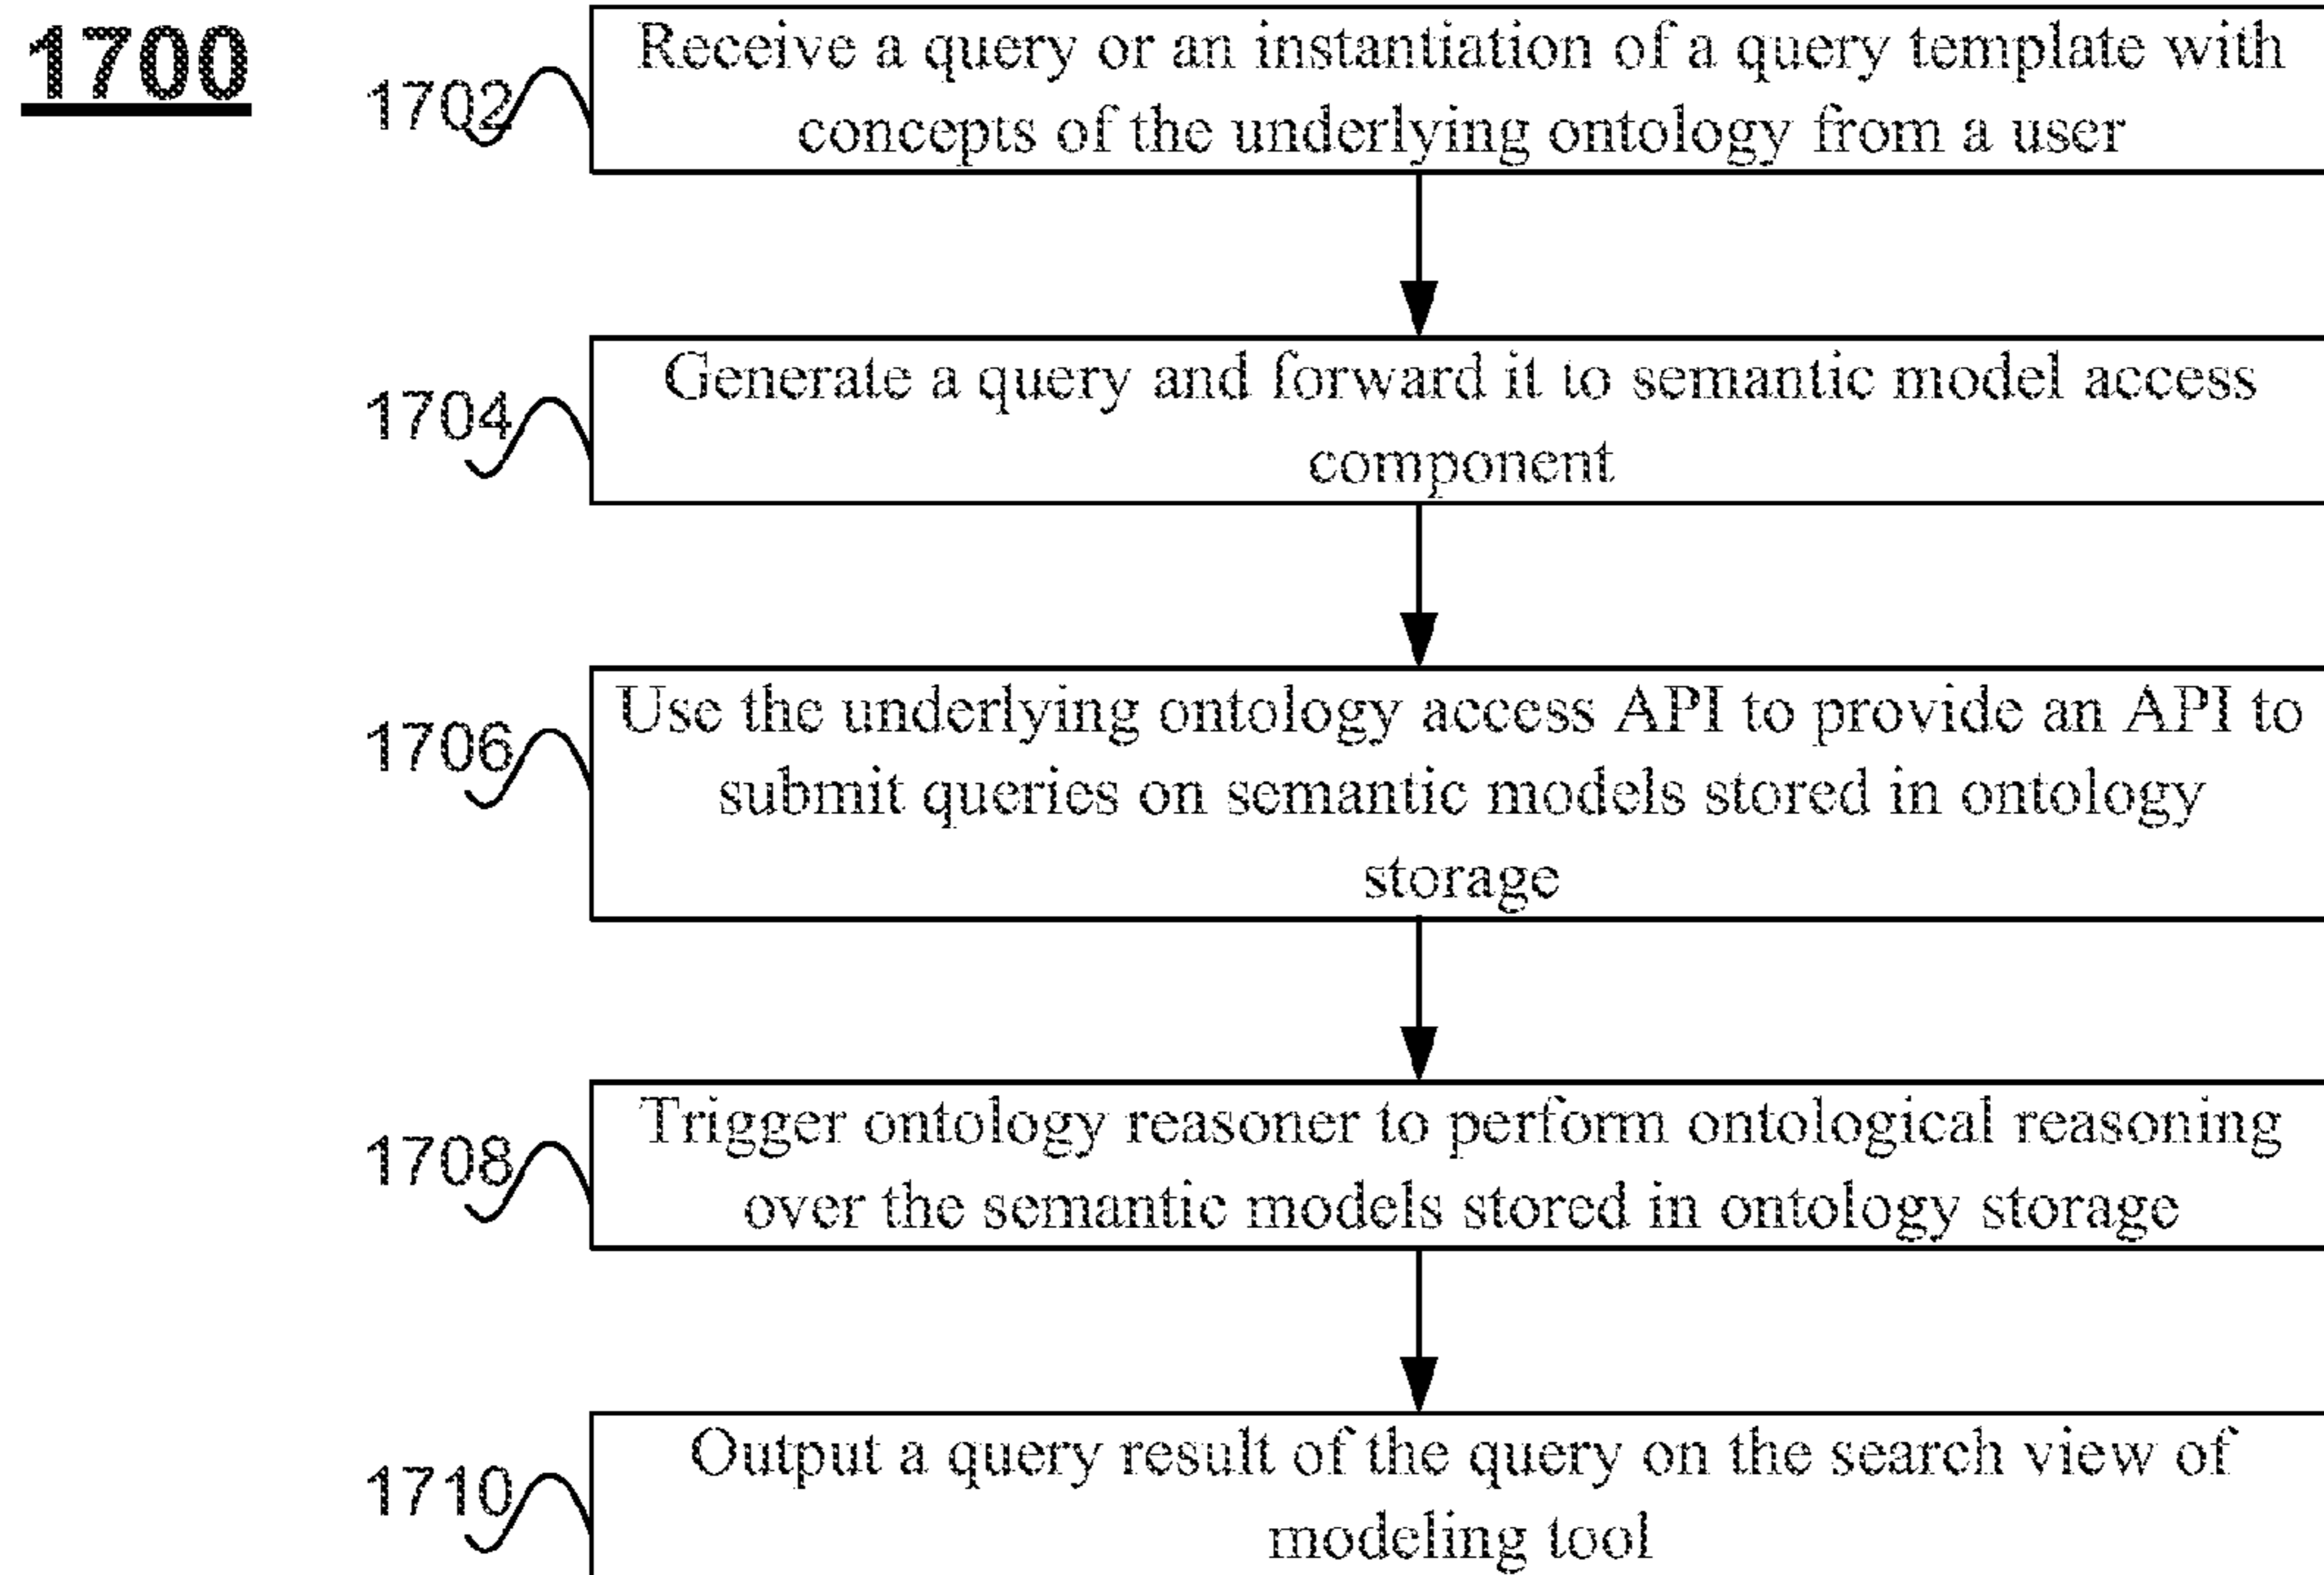 1700
1702
Receive a query or an instantiation of a query template with
concepts of the underlying ontology from a user
1704
Generate a query and forward it to semantic model access
component
1706
Use the underlying ontology access API to provide an API to
submit queries on semantic models stored in ontology
storage
1708
Trigger ontology reasoner to perform ontological reasoning
over the semantic models stored in ontology storage
1710
Output a query result of the query on the search view of
modeling tool